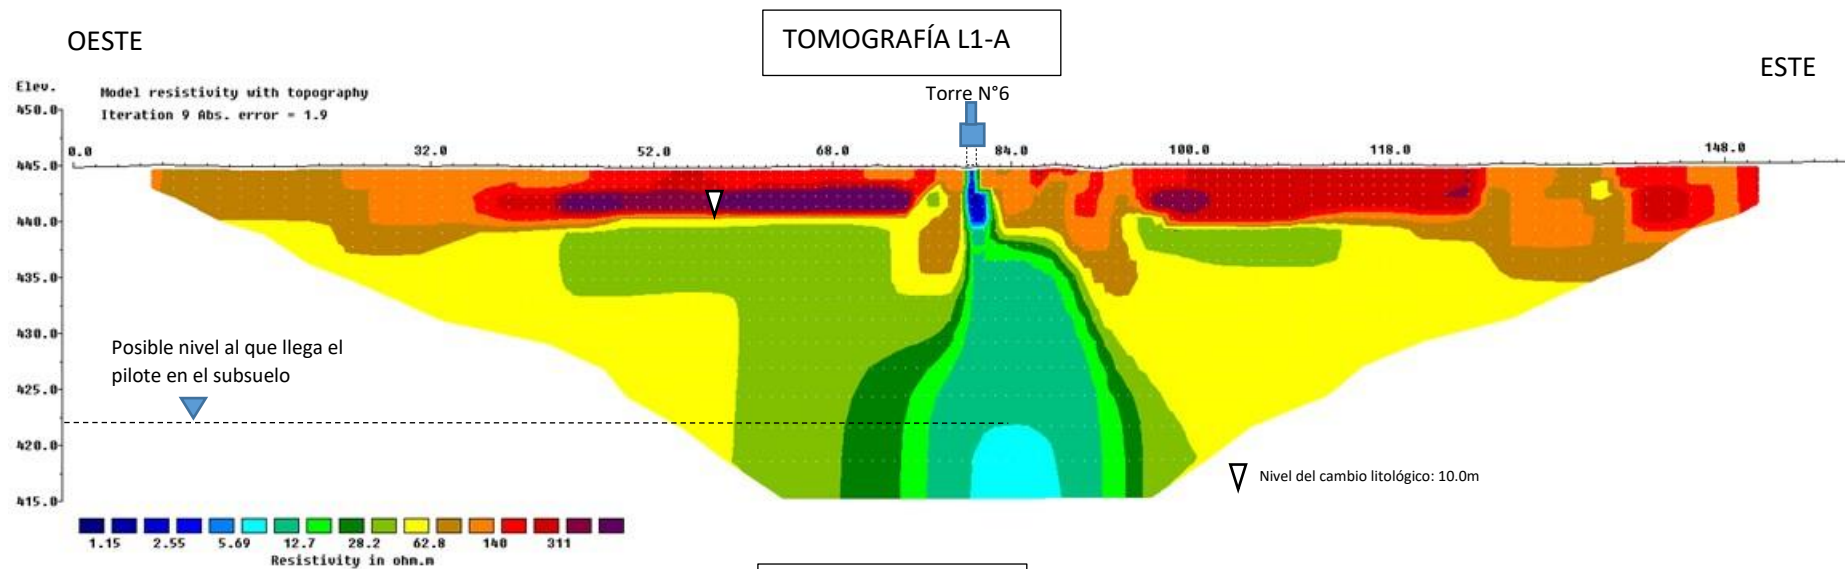 OESTE
TOMOGRAFÍA L1-A
ESTE
Elev.
Model resistivity with topography
Iteration 9 Abs. error = 1.9
Torre N°6
450.0
445.0
440.0
435.0
430.0
425.0
420.0
415.0
0.0 32.0 52.0 68.0 84.0 100.0 118.0 148.0
Posible nivel al que llega el
pilote en el subsuelo
Nivel del cambio litológico: 10.0m
1.15 2.55 5.69 12.7 28.2 62.8 140 311
Resistivity in ohm.m